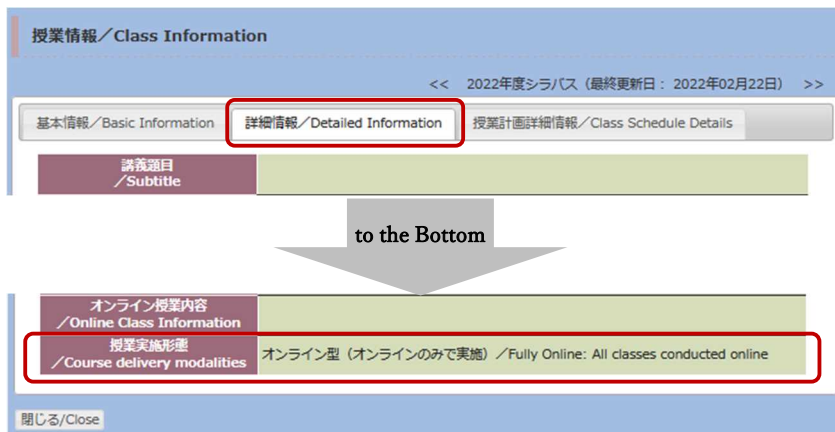 授業情報／Class Information
<< 2022年度シラバス（最終更新日： 2022年02月22日） >>
基本情報／Basic Information 詳細情報／Detailed Information 授業計画詳細情報／Class Schedule Details
講義題目
／Subtitle
to the Bottom
オンライン授業内容
／Online Class Information
授業実施形態
／Course delivery modalities
オンライン型（オンラインのみで実施）／Fully Online: All classes conducted online
閉じる/Close